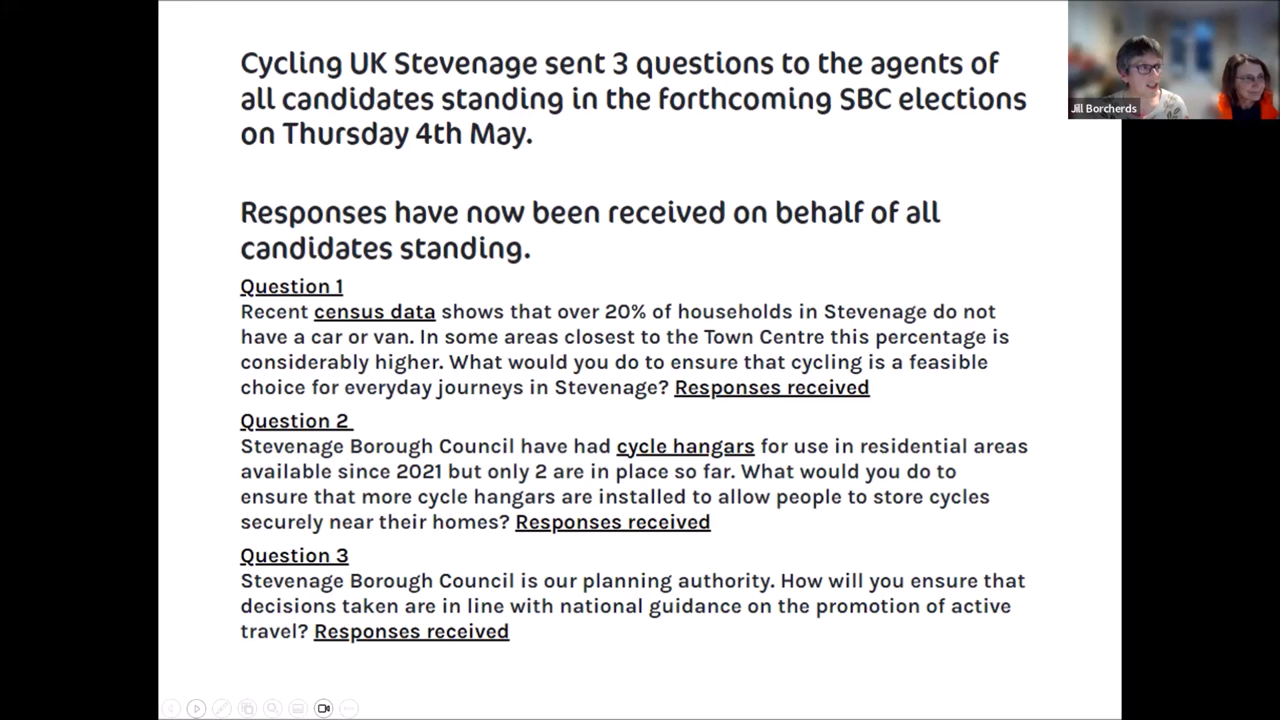 Cycling UK Stevenage sent 3 questions to the agents of
all candidates standing in the forthcoming SBC elections
on Thursday 4th May.
Responses have now been received on behalf of all
candidates standing.
Question 1
Recent census data shows that over 20% of households in Stevenage do not
have a car or van. In some areas closest to the Town Centre this percentage is
considerably higher. What would you do to ensure that cycling is a feasible
choice for everyday journeys in Stevenage? Responses received
Question 2
Stevenage Borough Council have had cycle hangars for use in residential areas
available since 2021 but only 2 are in place so far. What would you do to
ensure that more cycle hangars are installed to allow people to store cycles
securely near their homes? Responses received
Question 3
Stevenage Borough Council is our planning authority. How will you ensure that
decisions taken are in line with national guidance on the promotion of active
travel? Responses received
Jill Borcherds